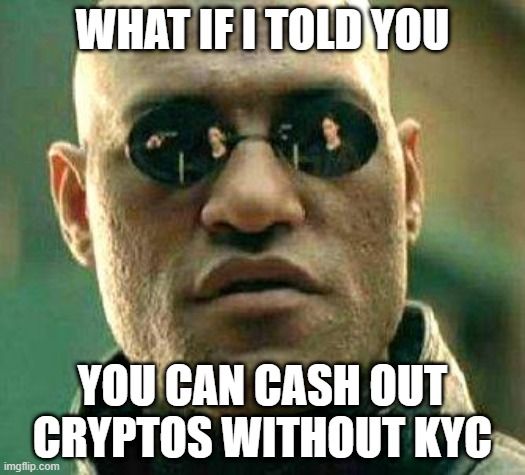 WHAT IF I TOLD YOU
YOU CAN CASH OUT
CRYPTOS WITHOUT KYC
imgflip.com